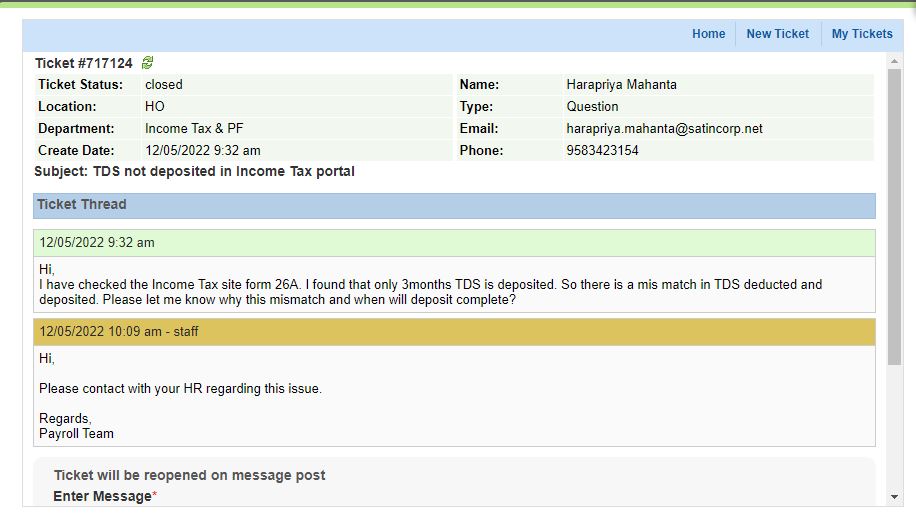 Home New Ticket My Tickets
Ticket #717124
Ticket Status: closed Name: Harapriya Mahanta
Location: HO Type: Question
Department: Income Tax & PF Email: harapriya.mahanta@satincorp.net
Create Date: 12/05/2022 9:32 am Phone: 9583423154
Subject: TDS not deposited in Income Tax portal
Ticket Thread
12/05/2022 9:32 am
Hi,
I have checked the Income Tax site form 26A. I found that only 3months TDS is deposited. So there is a mis match in TDS deducted and
deposited. Please let me know why this mismatch and when will deposit complete?
12/05/2022 10:09 am - staff
Hi,
Please contact with your HR regarding this issue.
Regards,
Payroll Team
Ticket will be reopened on message post
Enter Message*